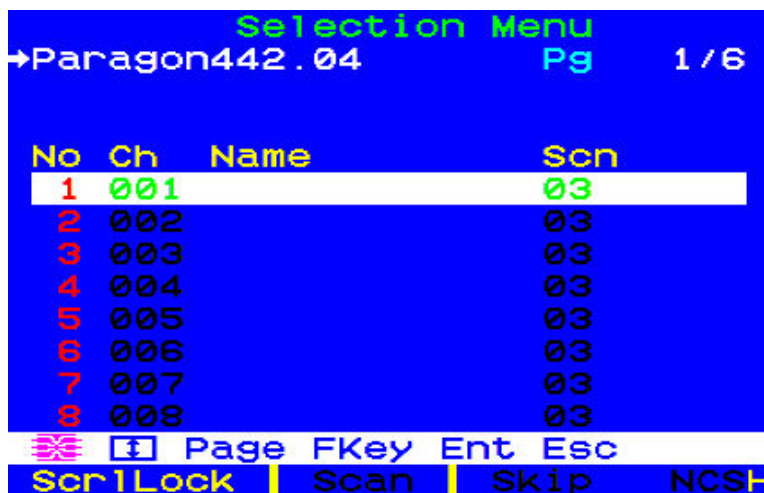 Selection Menu
→Paragon442.04 Pg 1/6
No Ch Name Scn
1 001 03
2 002 03
3 003 03
4 004 03
5 005 03
6 006 03
7 007 03
8 008 03
↕ Page FKey Ent Esc
ScrlLock Scan Skip NCSH